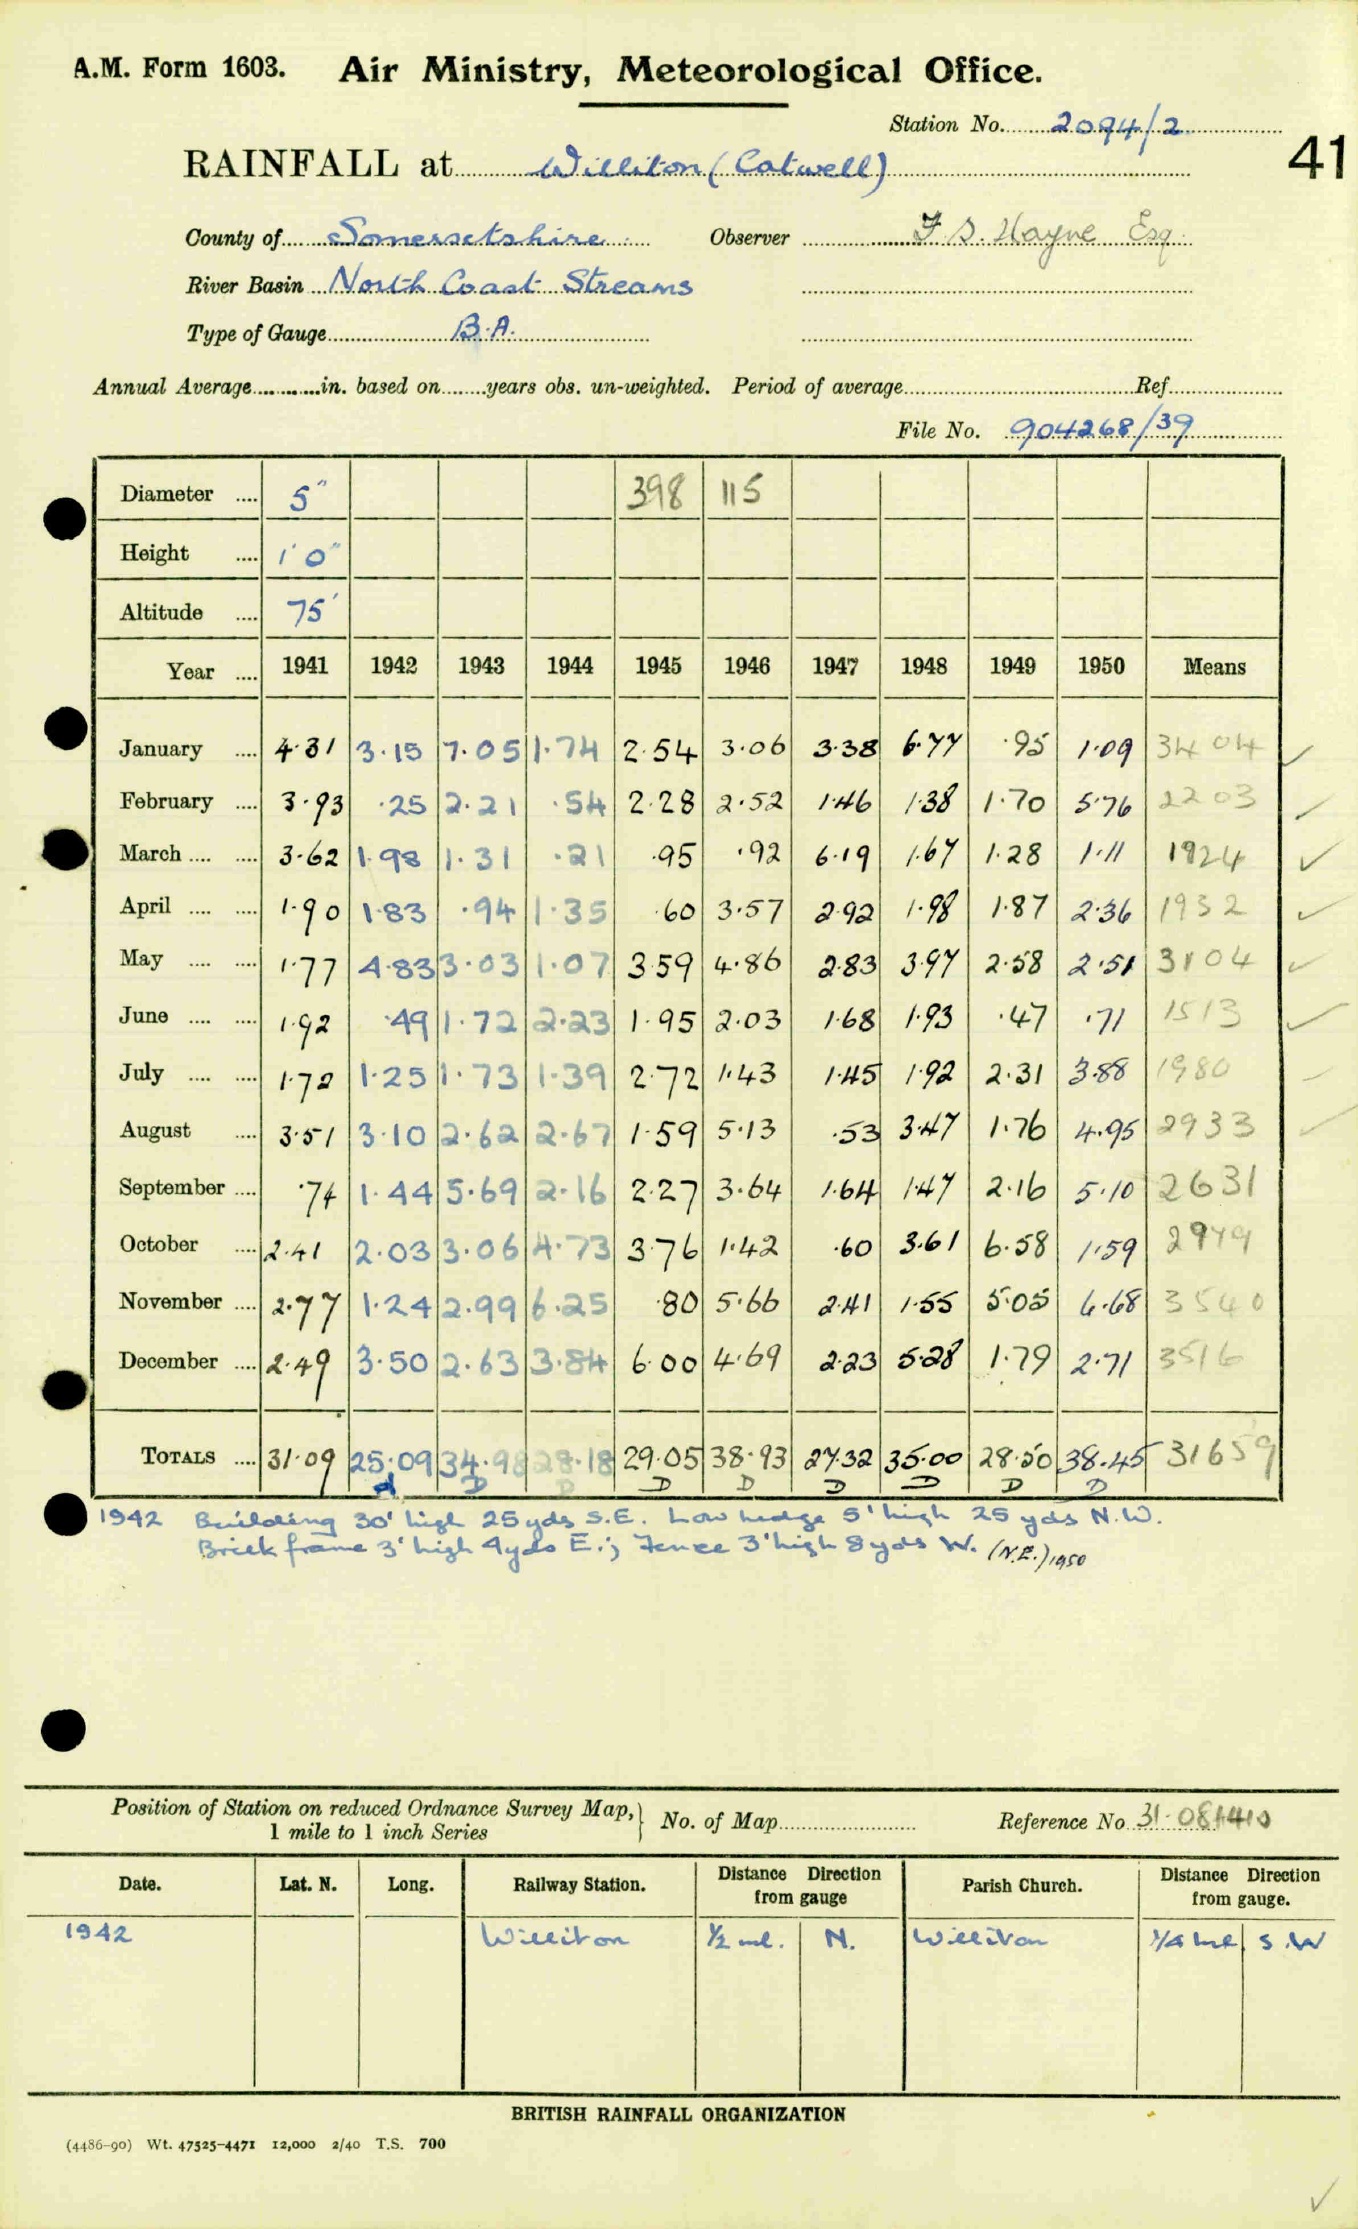 A.M. Form 1603. Air Ministry, Meteorological Office.
Station No. 2094/2
41
RAINFALL at Williton (Catwell)
County of Somersetshire Observer F. S. Hayne Esq.
River Basin North Coast Streams
Type of Gauge B.A.
Annual Average in. based on years obs. un-weighted. Period of average Ref
File No. 904268/39
Diameter 5" 398 115
Height 1' 0"
Altitude 75'
Year 1941 1942 1943 1944 1945 1946 1947 1948 1949 1950 Means
January 4.31 3.15 7.05 1.74 2.54 3.06 3.38 6.77 .95 1.09 3404
February 3.93 .25 2.21 .54 2.28 2.52 1.46 1.38 1.70 5.76 2203
March 3.62 1.98 1.31 .21 .95 .92 6.19 1.67 1.28 1.11 1924
April 1.90 1.83 .94 1.35 .60 3.57 2.92 1.98 1.87 2.36 1932
May 1.77 4.83 3.03 1.07 3.59 4.86 2.83 3.97 2.58 2.51 3104
June 1.92 .49 1.72 2.23 1.95 2.03 1.68 1.93 .47 .71 1513
July 1.72 1.25 1.73 1.39 2.72 1.43 1.45 1.92 2.31 3.88 1980
August 3.51 3.10 2.62 2.67 1.59 5.13 .53 3.47 1.76 4.95 2933
September .74 1.44 5.69 2.16 2.27 3.64 1.64 1.47 2.16 5.10 2631
October 2.41 2.03 3.06 4.73 3.76 1.42 .60 3.61 6.58 1.59 2979
November 2.77 1.24 2.99 6.25 .80 5.66 2.41 1.55 5.05 6.68 3540
December 2.49 3.50 2.63 3.84 6.00 4.69 2.23 5.28 1.79 2.71 3516
TOTALS 31.09 25.09 34.98 28.18 29.05 38.93 27.32 35.00 28.50 38.45 31659
D D D D D D D D
1942 Building 30' high 25 yds S.E. Low hedge 5' high 25 yds N.W.
Brick frame 3' high 4 yds E.; Fence 3' high 8 yds W. (N.E.) 1950
Position of Station on reduced Ordnance Survey Map, No. of Map Reference No 31
1 mile to 1 inch Series
Date. Lat. N. Long. Railway Station. Distance Direction from gauge Parish Church. Distance Direction from gauge.
1942 Williton ½ ml. N. Williton ¼ ml S.W
BRITISH RAINFALL ORGANIZATION
(4486-90) Wt. 47525-4471 12,000 2/40 T.S. 700